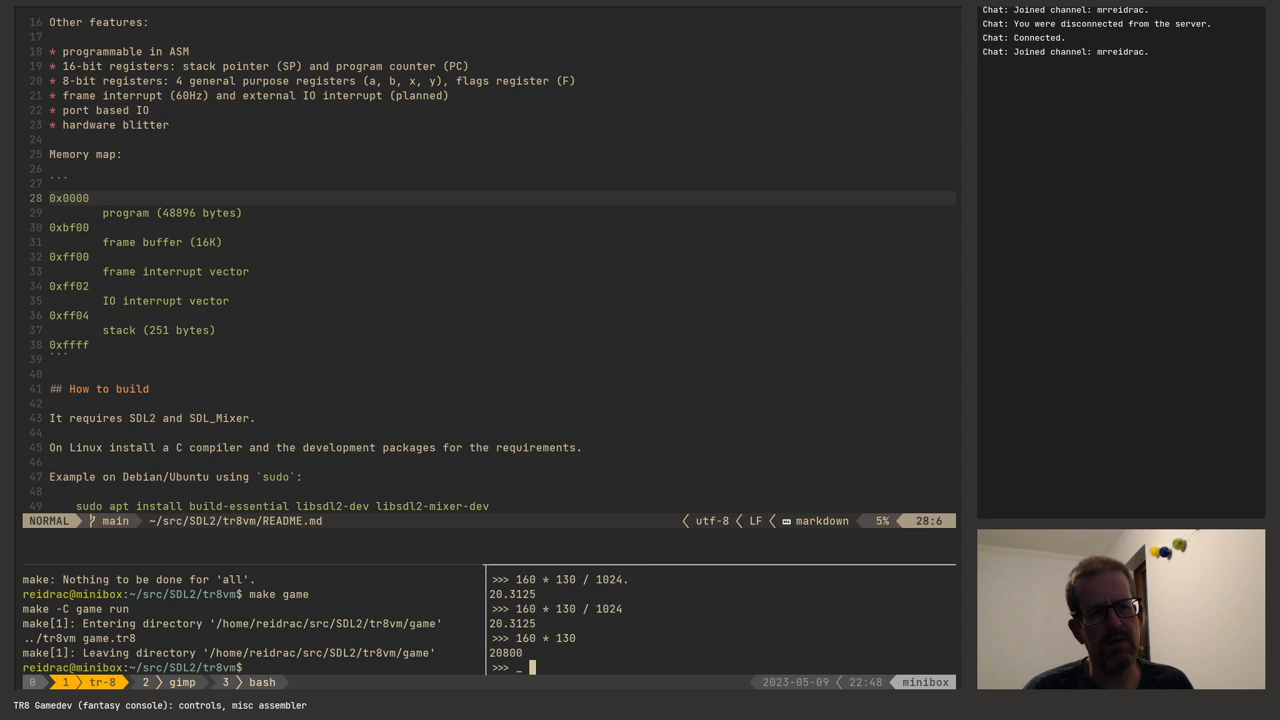 16 Other features:
17
18 * programmable in ASM
19 * 16-bit registers: stack pointer (SP) and program counter (PC)
20 * 8-bit registers: 4 general purpose registers (a, b, x, y), flags register (F)
21 * frame interrupt (60Hz) and external IO interrupt (planned)
22 * port based IO
23 * hardware blitter
24
25 Memory map:
26
27 ```
28 0x0000
29 program (48896 bytes)
30 0xbf00
31 frame buffer (16K)
32 0xff00
33 frame interrupt vector
34 0xff02
35 IO interrupt vector
36 0xff04
37 stack (251 bytes)
38 0xffff
39 ```
40
41 ## How to build
42
43 It requires SDL2 and SDL_Mixer.
44
45 On Linux install a C compiler and the development packages for the requirements.
46
47 Example on Debian/Ubuntu using `sudo`:
48
49 sudo apt install build-essential libsdl2-dev libsdl2-mixer-dev
NORMAL main ~/src/SDL2/tr8vm/README.md utf-8 LF markdown 5% 28:6
make: Nothing to be done for 'all'.
reidrac@minibox:~/src/SDL2/tr8vm$ make game
make -C game run
make[1]: Entering directory '/home/reidrac/src/SDL2/tr8vm/game'
../tr8vm game.tr8
make[1]: Leaving directory '/home/reidrac/src/SDL2/tr8vm/game'
reidrac@minibox:~/src/SDL2/tr8vm$
>>> 160 * 130 / 1024.
20.3125
>>> 160 * 130 / 1024
20.3125
>>> 160 * 130
20800
>>> _
0 1 tr-8 2 gimp 3 bash 2023-05-09 22:48 minibox
Chat: Joined channel: mrreidrac.
Chat: You were disconnected from the server.
Chat: Connected.
Chat: Joined channel: mrreidrac.
TR8 Gamedev (fantasy console): controls, misc assembler